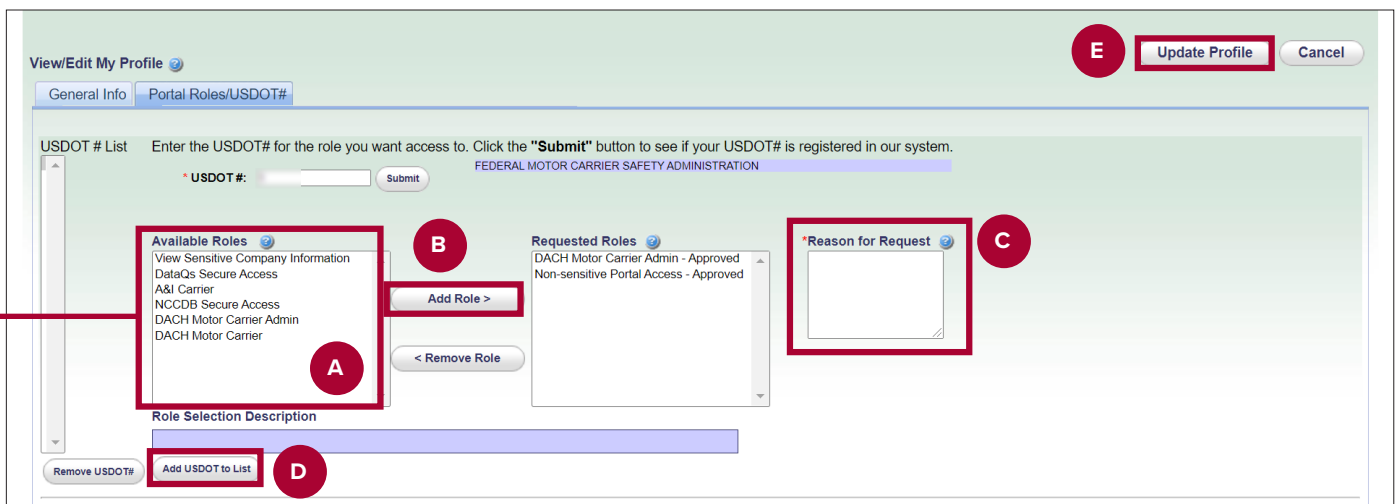 E
Update Profile
Cancel
View/Edit My Profile
General Info
Portal Roles/USDOT#
USDOT # List
Enter the USDOT# for the role you want access to. Click the "Submit" button to see if your USDOT# is registered in our system.
FEDERAL MOTOR CARRIER SAFETY ADMINISTRATION
* USDOT #:
Submit
Available Roles
B
Requested Roles
*Reason for Request
C
View Sensitive Company Information
DataQs Secure Access
A&I Carrier
NCCDB Secure Access
DACH Motor Carrier Admin
DACH Motor Carrier
A
Add Role >
< Remove Role
DACH Motor Carrier Admin - Approved
Non-sensitive Portal Access - Approved
Role Selection Description
Remove USDOT#
Add USDOT to List
D